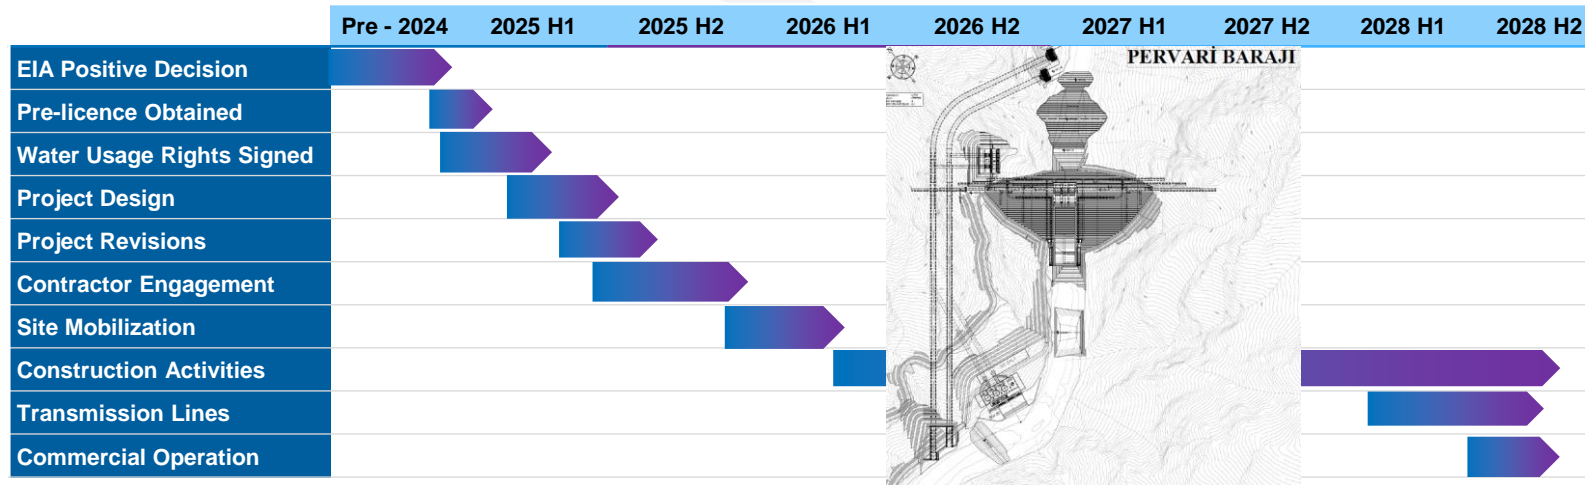 Pre - 2024 2025 H1 2025 H2 2026 H1 2026 H2 2027 H1 2027 H2 2028 H1 2028 H2
EIA Positive Decision
PERVARİ BARAJI
Pre-licence Obtained
Water Usage Rights Signed
Project Design
Project Revisions
Contractor Engagement
Site Mobilization
Construction Activities
Transmission Lines
Commercial Operation